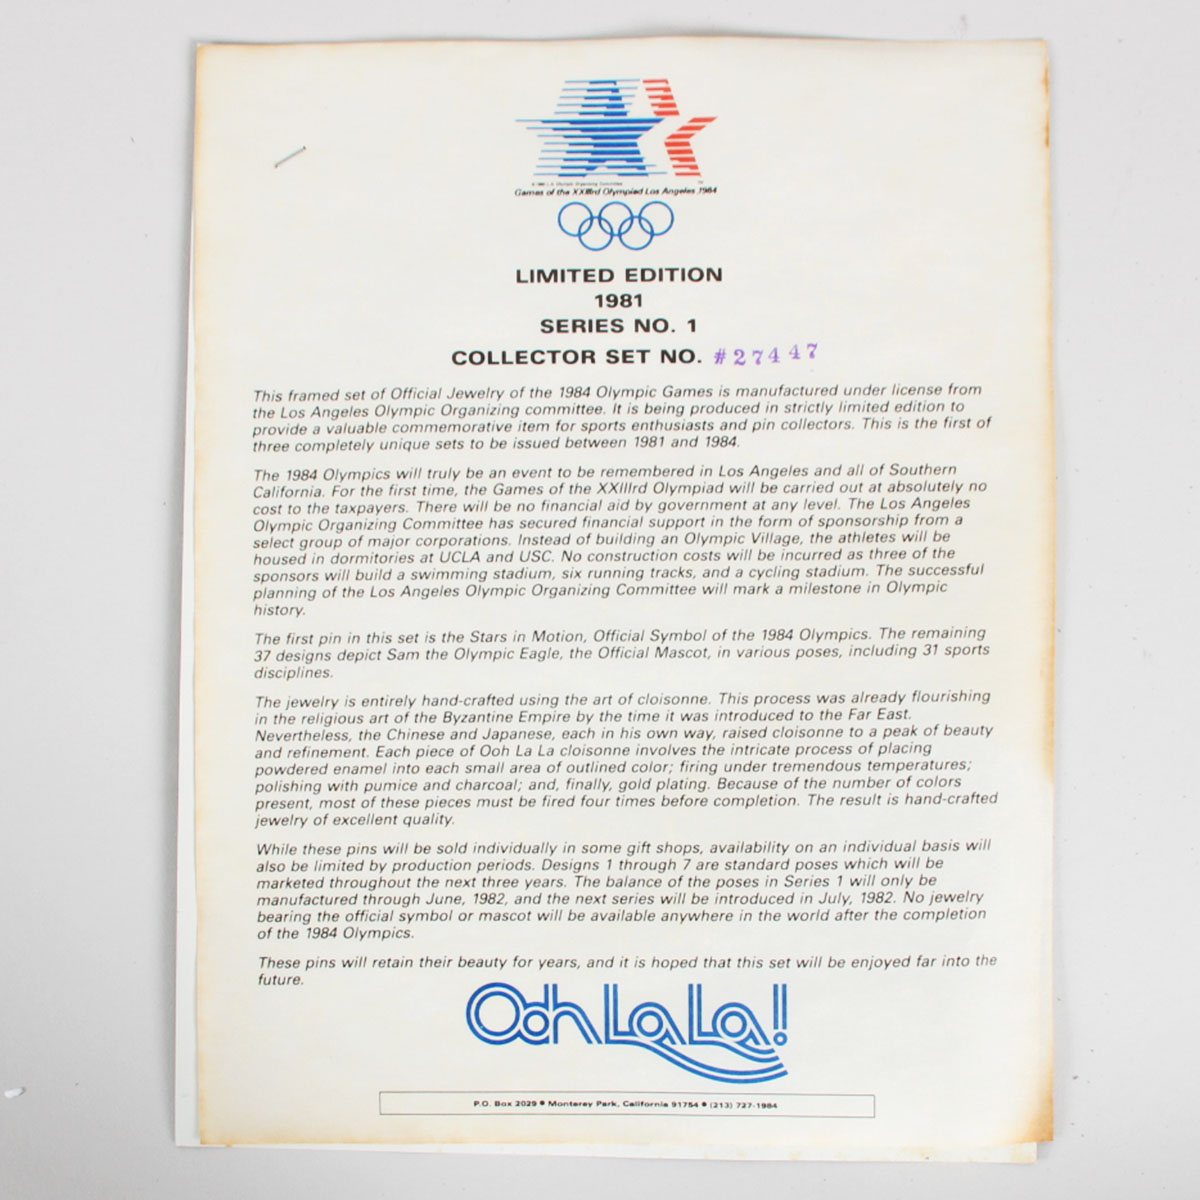 © 1980 L.A. Olympic Organizing Committee
TM
Games of the XXIIIrd Olympiad Los Angeles 1984
LIMITED EDITION
1981
SERIES NO. 1
COLLECTOR SET NO. #27447
This framed set of Official Jewelry of the 1984 Olympic Games is manufactured under license from
the Los Angeles Olympic Organizing committee. It is being produced in strictly limited edition to
provide a valuable commemorative item for sports enthusiasts and pin collectors. This is the first of
three completely unique sets to be issued between 1981 and 1984.
The 1984 Olympics will truly be an event to be remembered in Los Angeles and all of Southern
California. For the first time, the Games of the XXIIIrd Olympiad will be carried out at absolutely no
cost to the taxpayers. There will be no financial aid by government at any level. The Los Angeles
Olympic Organizing Committee has secured financial support in the form of sponsorship from a
select group of major corporations. Instead of building an Olympic Village, the athletes will be
housed in dormitories at UCLA and USC. No construction costs will be incurred as three of the
sponsors will build a swimming stadium, six running tracks, and a cycling stadium. The successful
planning of the Los Angeles Olympic Organizing Committee will mark a milestone in Olympic
history.
The first pin in this set is the Stars in Motion, Official Symbol of the 1984 Olympics. The remaining
37 designs depict Sam the Olympic Eagle, the Official Mascot, in various poses, including 31 sports
disciplines.
The jewelry is entirely hand-crafted using the art of cloisonne. This process was already flourishing
in the religious art of the Byzantine Empire by the time it was introduced to the Far East.
Nevertheless, the Chinese and Japanese, each in his own way, raised cloisonne to a peak of beauty
and refinement. Each piece of Ooh La La cloisonne involves the intricate process of placing
powdered enamel into each small area of outlined color; firing under tremendous temperatures;
polishing with pumice and charcoal; and, finally, gold plating. Because of the number of colors
present, most of these pieces must be fired four times before completion. The result is hand-crafted
jewelry of excellent quality.
While these pins will be sold individually in some gift shops, availability on an individual basis will
also be limited by production periods. Designs 1 through 7 are standard poses which will be
marketed throughout the next three years. The balance of the poses in Series 1 will only be
manufactured through June, 1982, and the next series will be introduced in July, 1982. No jewelry
bearing the official symbol or mascot will be available anywhere in the world after the completion
of the 1984 Olympics.
These pins will retain their beauty for years, and it is hoped that this set will be enjoyed far into the
future.
Ooh La La!
P.O. Box 2029 • Monterey Park, California 91754 • (213) 727-1984